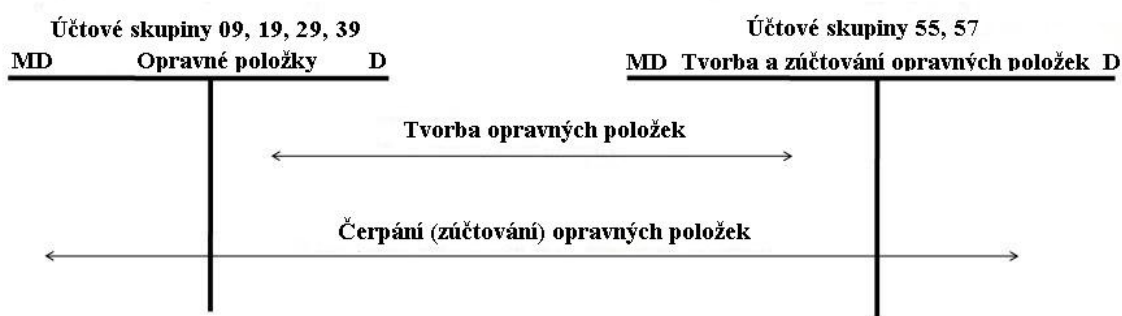 Účtové skupiny 09, 19, 29, 39
MD Opravné položky D
Účtové skupiny 55, 57
MD Tvorba a zúčtování opravných položek D
Tvorba opravných položek
Čerpání (zúčtování) opravných položek